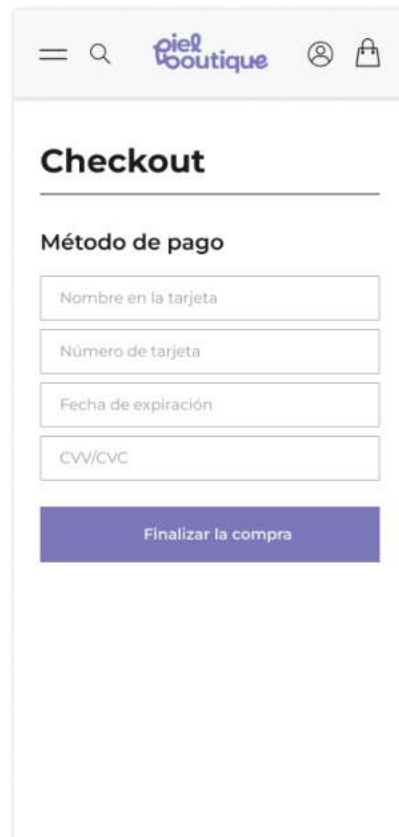 piel
boutique
Checkout
Método de pago
Nombre en la tarjeta
Número de tarjeta
Fecha de expiración
CVV/CVC
Finalizar la compra